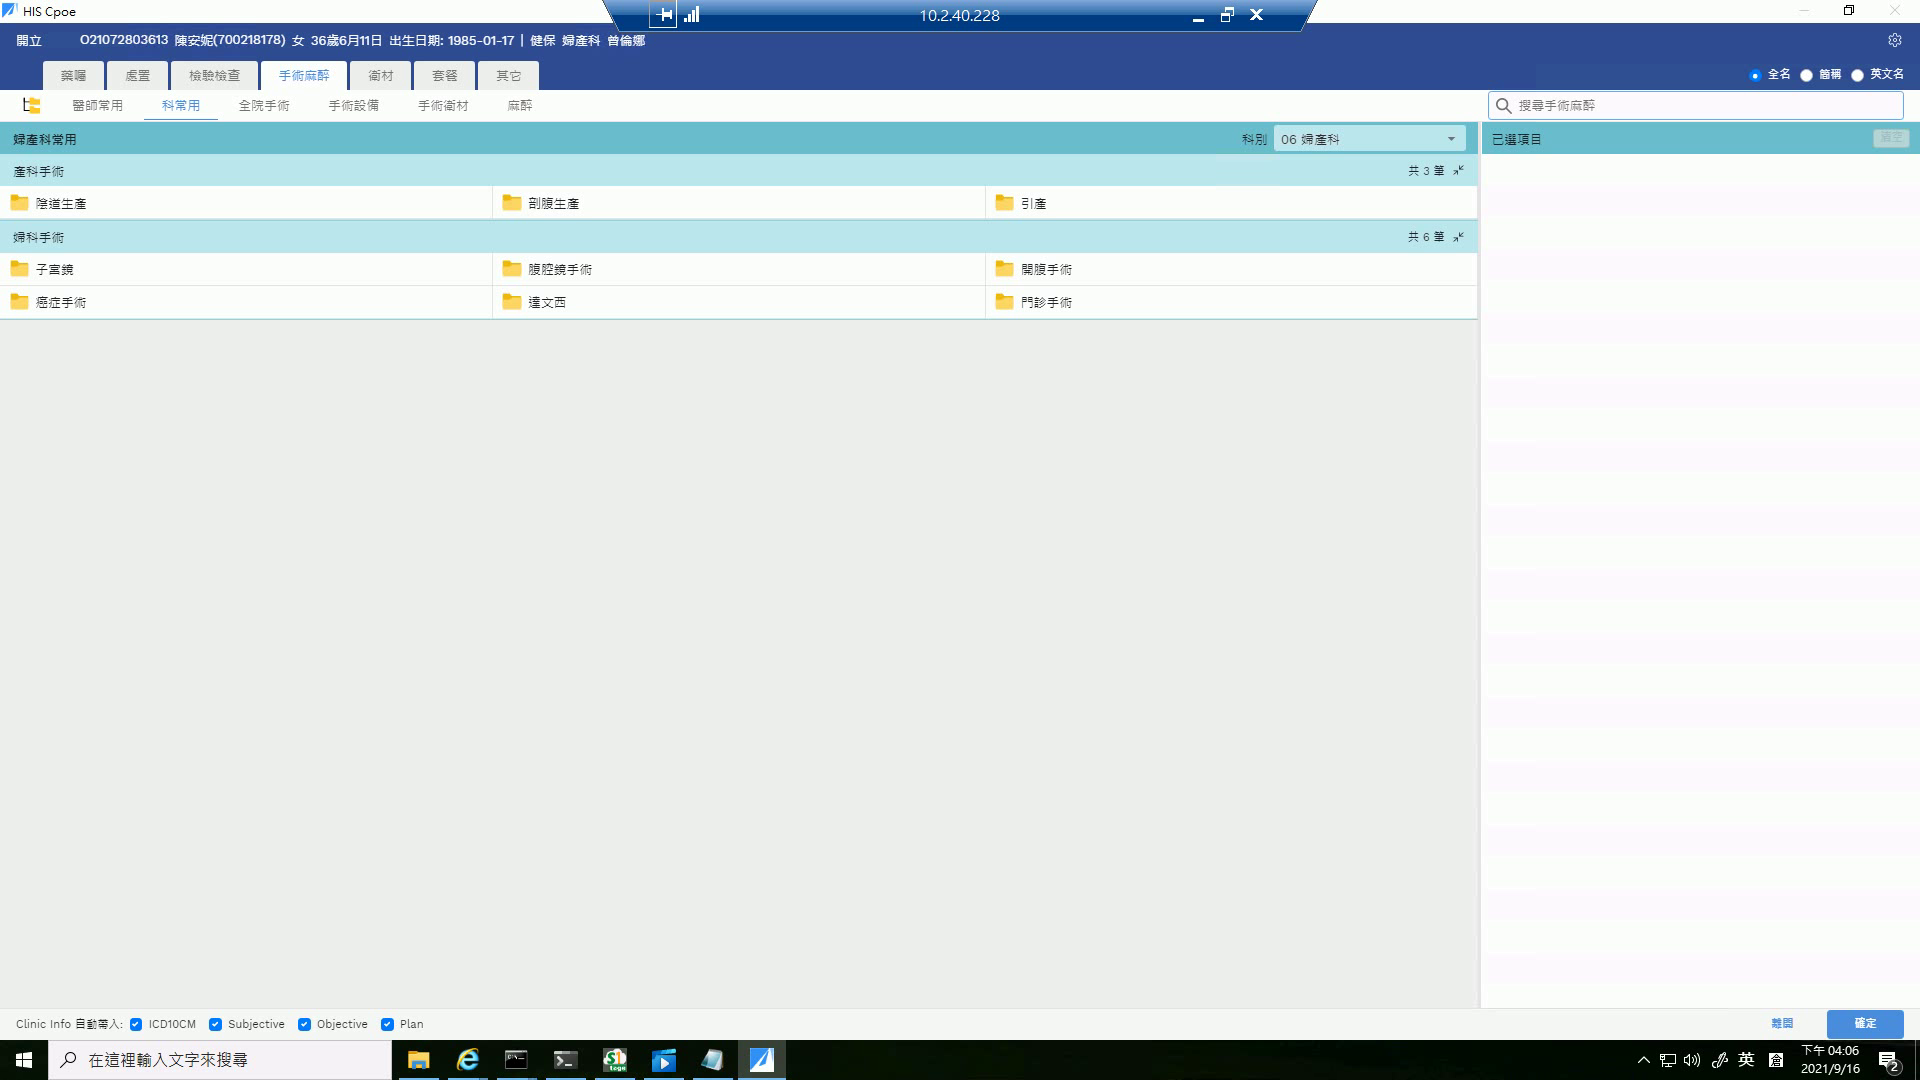 HIS Cpoe
10.2.40.228
開立 O21072803613 陳安妮(700218178) 女 36歲6月11日 出生日期: 1985-01-17 | 健保 婦產科 曾倫娜
藥囑 處置 檢驗檢查 手術麻醉 衛材 套餐 其它
全名 簡稱 英文名
醫師常用 科常用 全院手術 手術設備 手術衛材 麻醉
搜尋手術麻醉
婦產科常用 科別 06 婦產科
已選項目 清空
產科手術 共 3 筆
陰道生產 剖腹生產 引產
婦科手術 共 6 筆
子宮鏡 腹腔鏡手術 開腹手術
癌症手術 達文西 門診手術
Clinic Info 自動帶入: ICD10CM Subjective Objective Plan
離開 確定
在這裡輸入文字來搜尋
英 倉
下午 04:06
2021/9/16
2